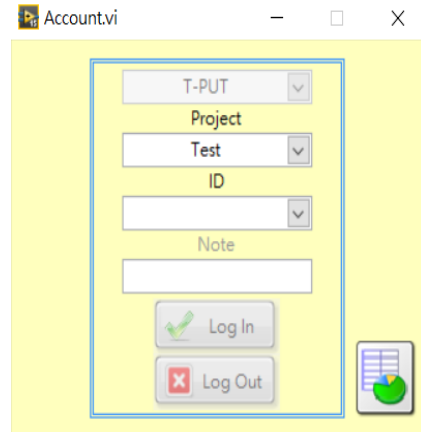 Account.vi
T-PUT
Project
Test
ID
Note
Log In
Log Out